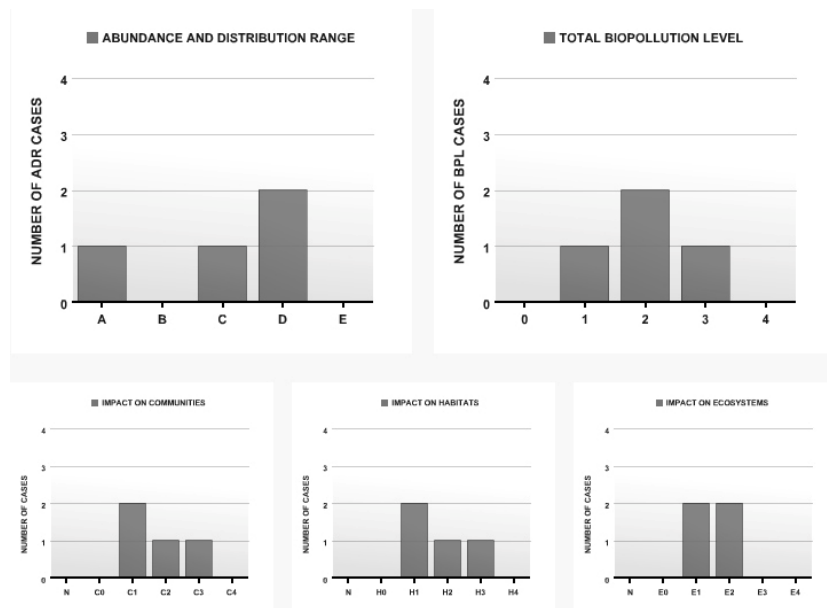 ABUNDANCE AND DISTRIBUTION RANGE
NUMBER OF ADR CASES
4
3
2
1
0
A B C D E
TOTAL BIOPOLLUTION LEVEL
NUMBER OF BPL CASES
4
3
2
1
0
0 1 2 3 4
IMPACT ON COMMUNITIES
NUMBER OF CASES
4
3
2
1
0
N C0 C1 C2 C3 C4
IMPACT ON HABITATS
NUMBER OF CASES
4
3
2
1
0
N H0 H1 H2 H3 H4
IMPACT ON ECOSYSTEMS
NUMBER OF CASES
4
3
2
1
0
N E0 E1 E2 E3 E4